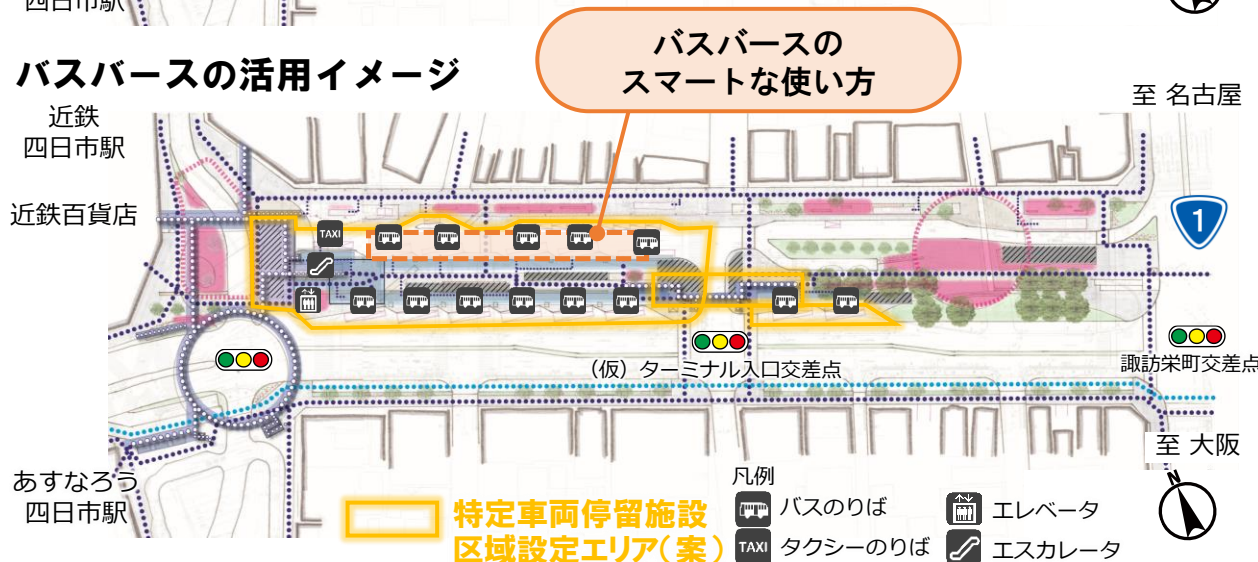 四日市駅
バスバースの活用イメージ
バスバースの
スマートな使い方
至 名古屋
近鉄
四日市駅
近鉄百貨店
TAXI
1
(仮)ターミナル入口交差点
諏訪栄町交差点
至 大阪
あすなろう
四日市駅
N
特定車両停留施設
区域設定エリア(案)
凡例
バスのりば
エレベータ
TAXI タクシーのりば
エスカレータ